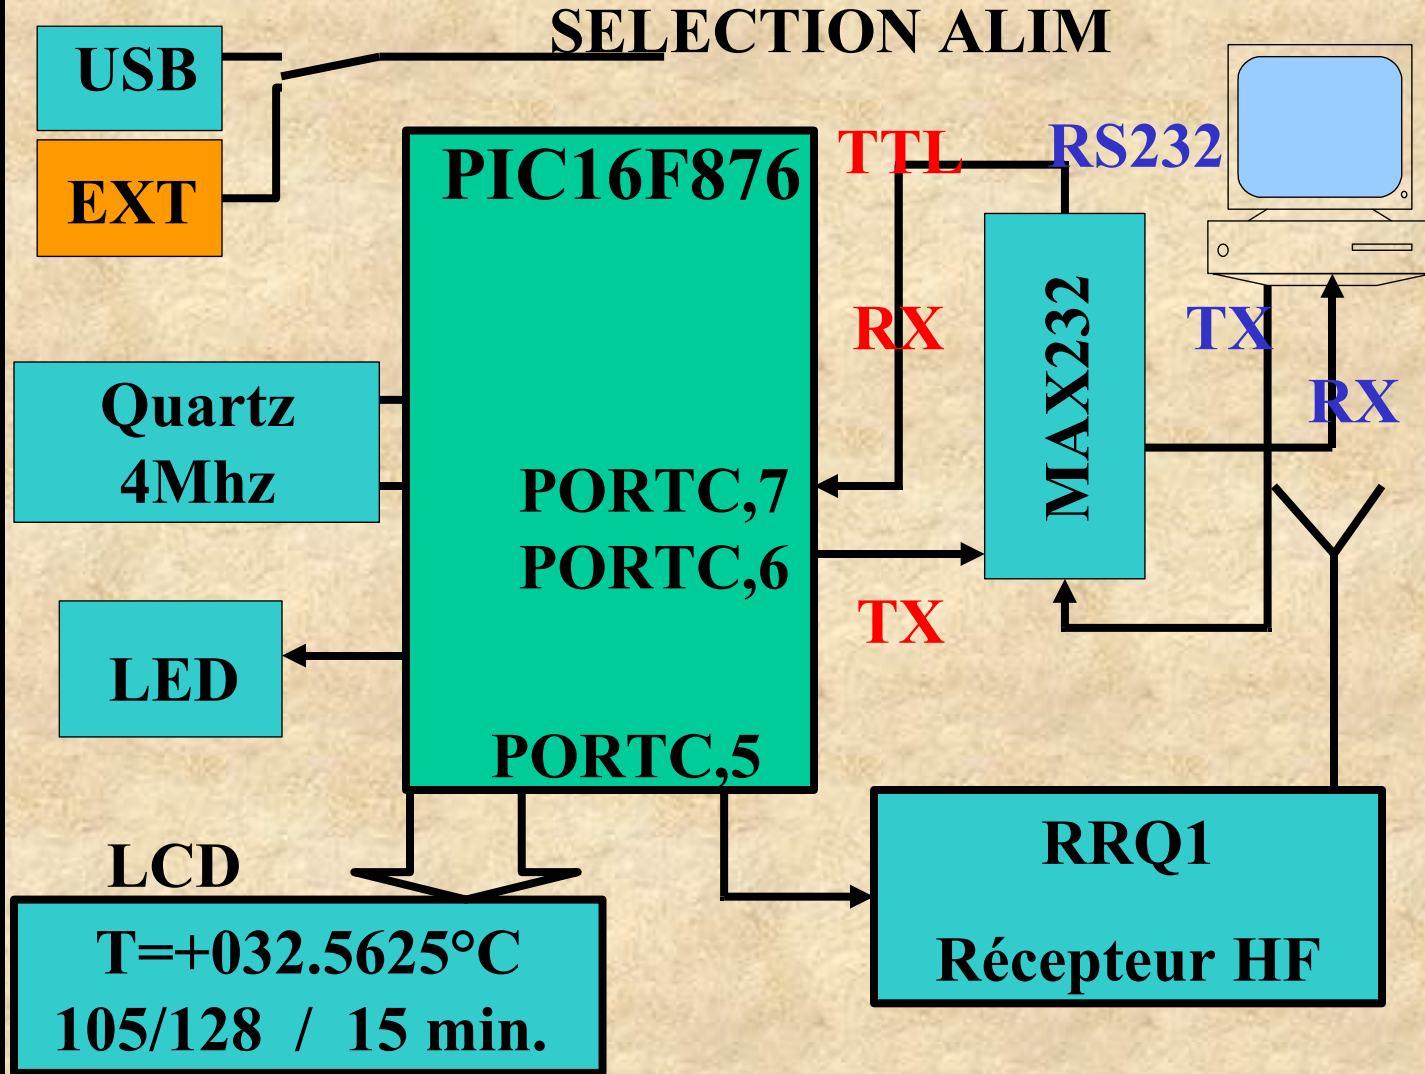 SELECTION ALIM
USB
EXT
PIC16F876
TTL
RS232
RX
MAX232
TX
RX
Quartz
4Mhz
PORTC,7
PORTC,6
TX
LED
PORTC,5
LCD
T=+032.5625°C
105/128 / 15 min.
RRQ1
Récepteur HF